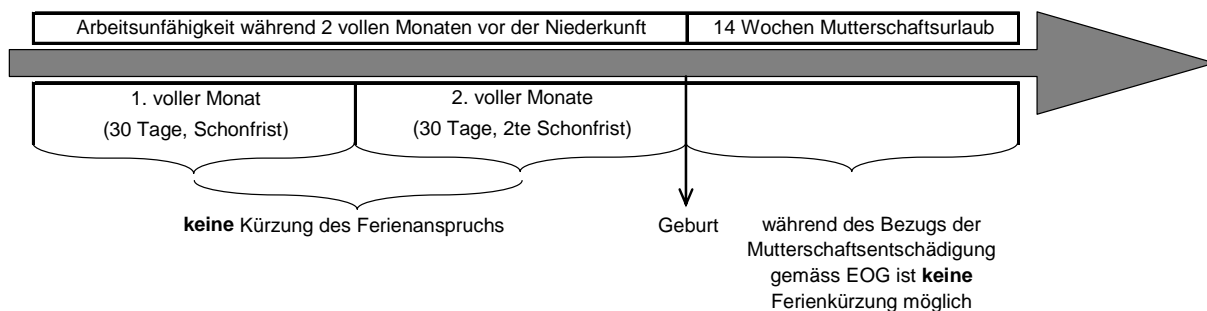 Arbeitsunfähigkeit während 2 vollen Monaten vor der Niederkunft
14 Wochen Mutterschaftsurlaub
1. voller Monat
(30 Tage, Schonfrist)
2. voller Monate
(30 Tage, 2te Schonfrist)
keine Kürzung des Ferienanspruchs
Geburt
während des Bezugs der
Mutterschaftsentschädigung
gemäss EOG ist keine
Ferienkürzung möglich